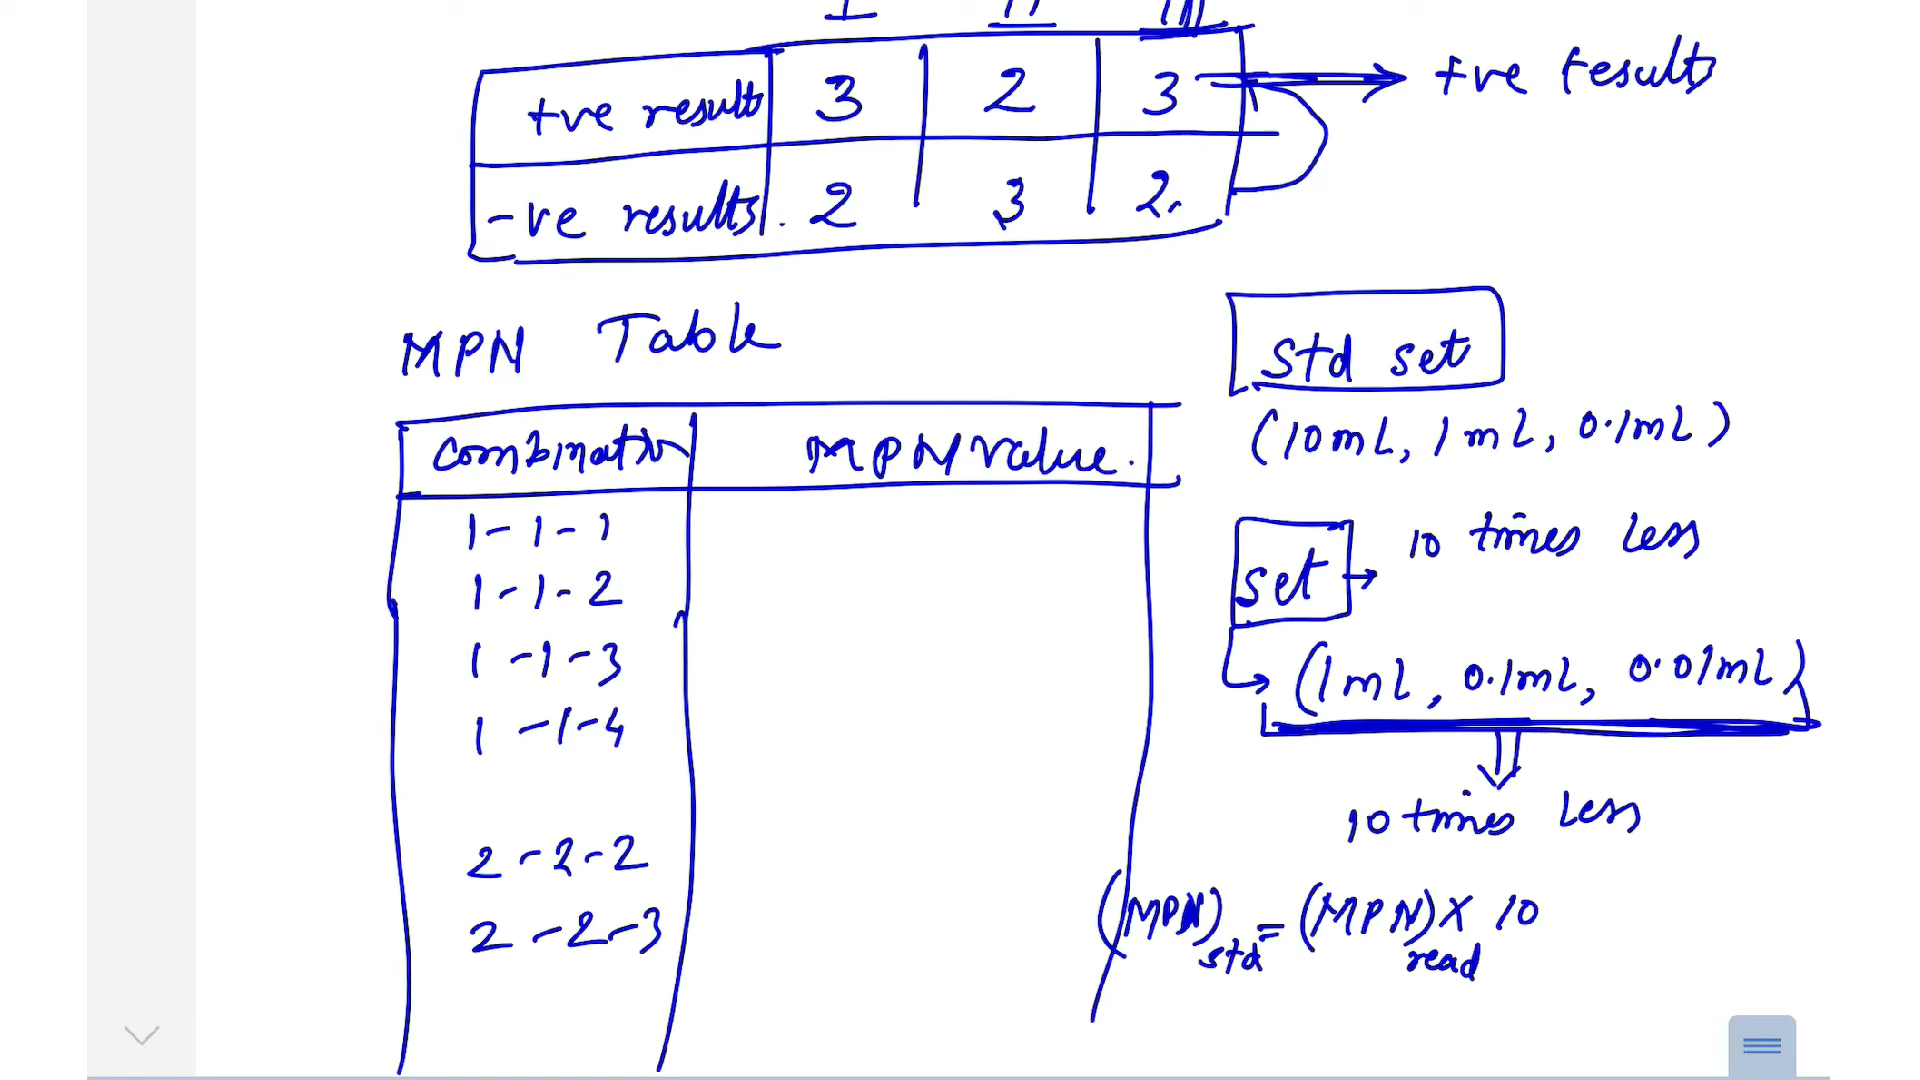 I II III
+ve result 3 2 3 → +ve results
-ve results. 2 3 2.
MPN Table
Combination MPN value.
1-1-1
1-1-2
1-1-3
1-1-4
2-2-2
2-2-3
std set
(10mL, 1mL, 0.1mL)
set → 10 times less
(1mL, 0.1mL, 0.01mL)
10 times less
(MPN)std = (MPN)read X 10